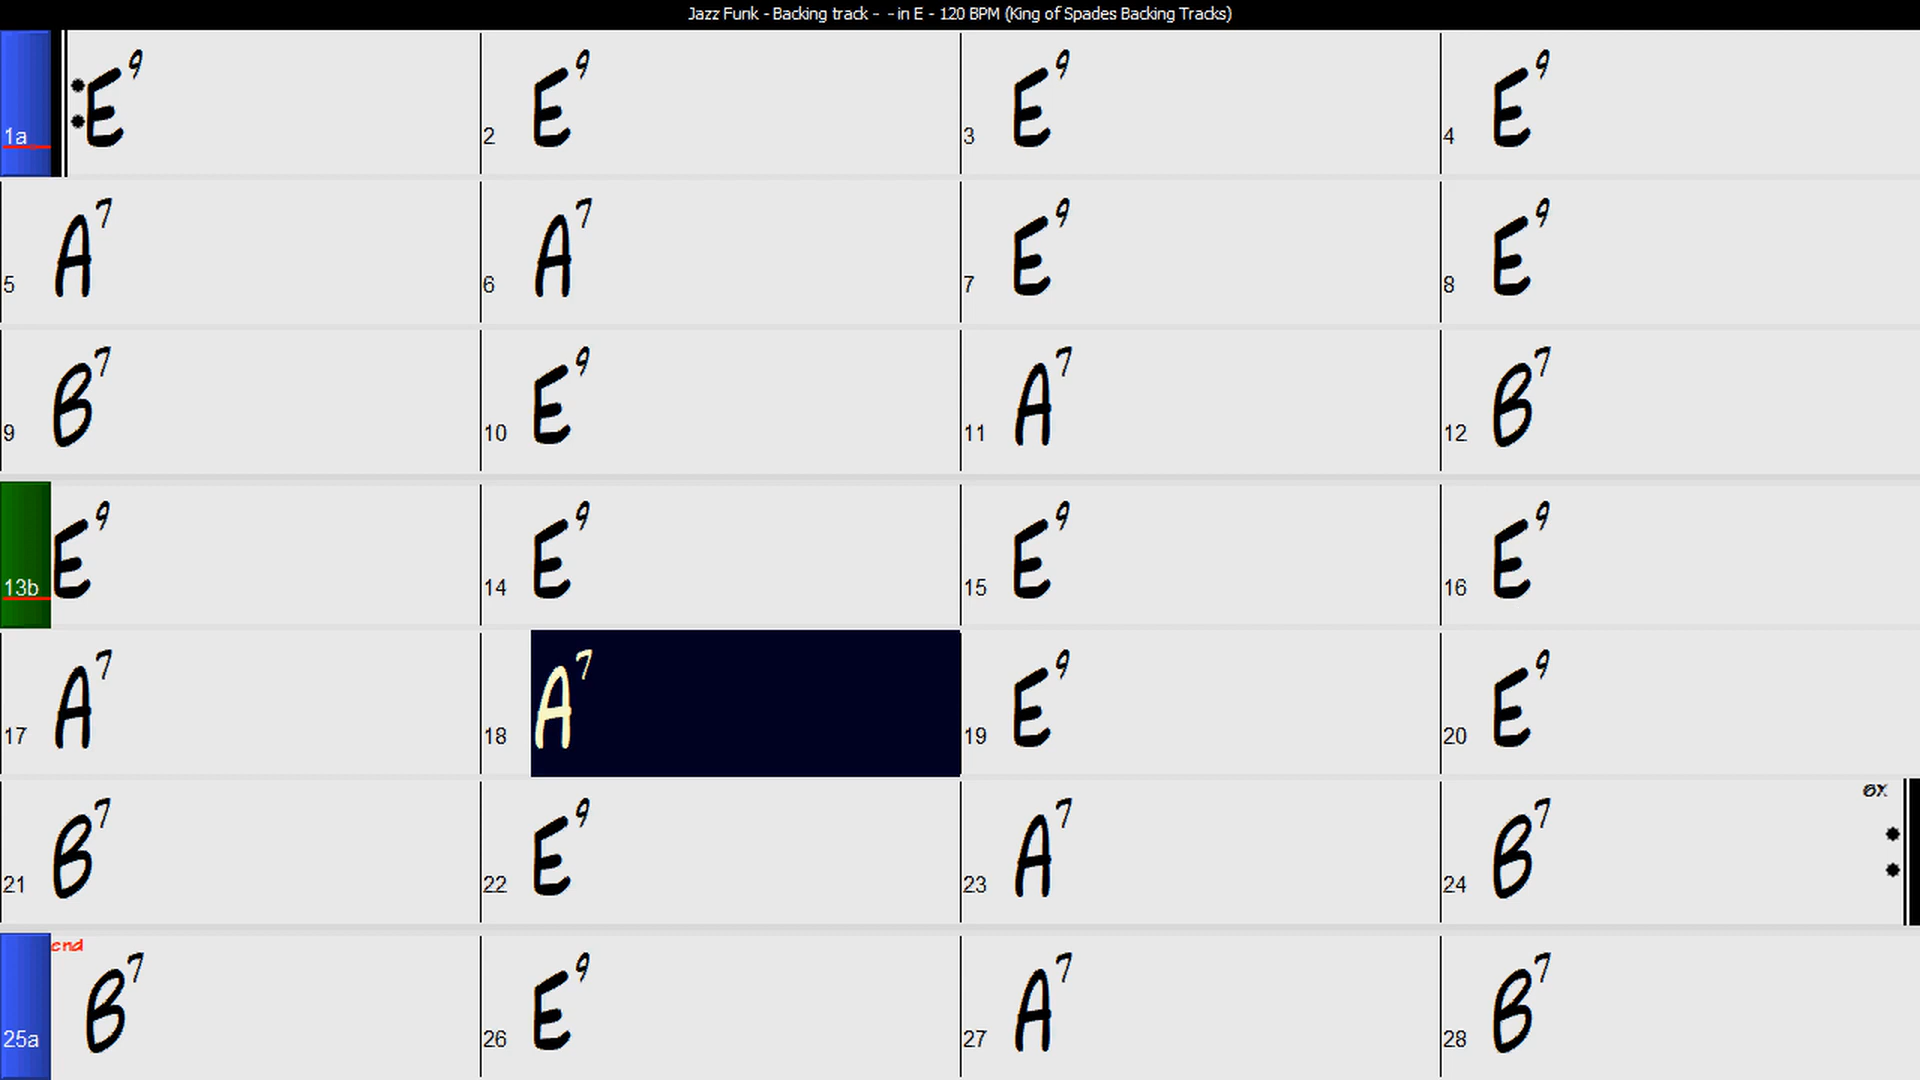 Jazz Funk - Backing track - - in E - 120 BPM (King of Spades Backing Tracks)
1a E9 2 E9 3 E9 4 E9
5 A7 6 A7 7 E9 8 E9
9 B7 10 E9 11 A7 12 B7
13b E9 14 E9 15 E9 16 E9
17 A7 18 A7 19 E9 20 E9
6x
21 B7 22 E9 23 A7 24 B7
end
25a B7 26 E9 27 A7 28 B7